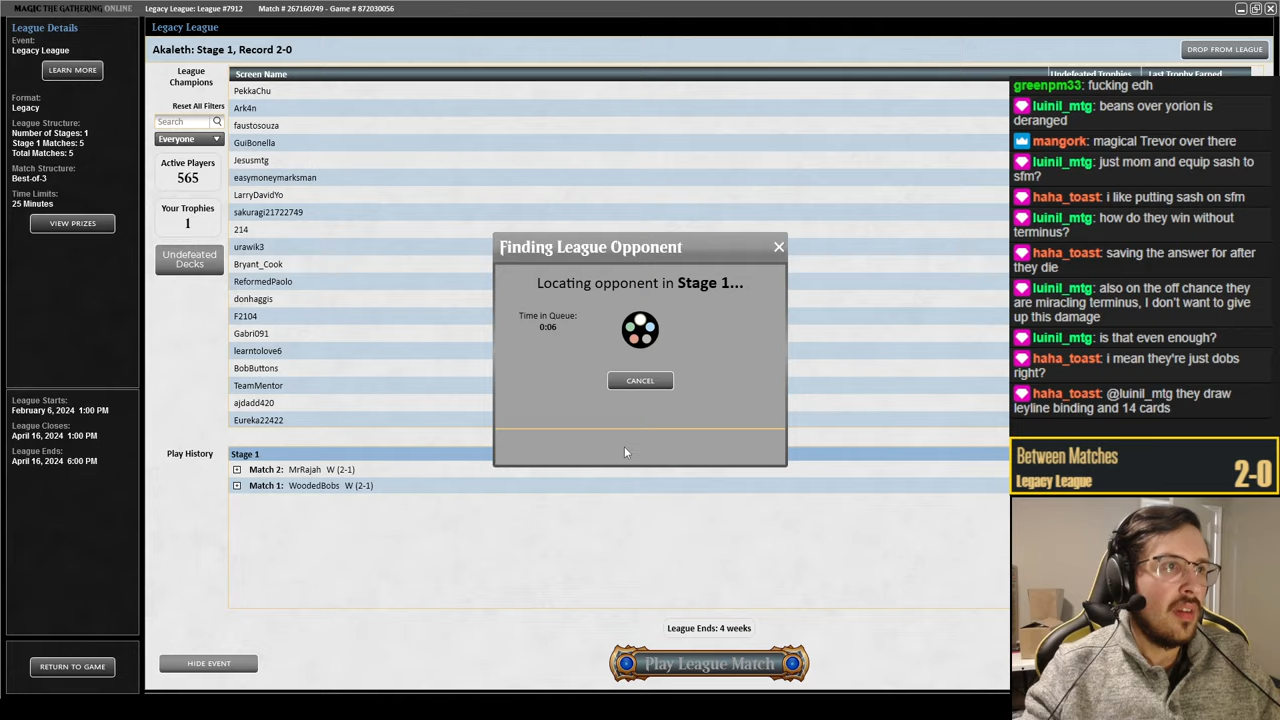 MAGIC THE GATHERING ONLINE
Legacy League: League #7912
Match # 267160749 - Game # 872030056
League Details
Event:
Legacy League
LEARN MORE
Format:
Legacy
League Structure:
Number of Stages: 1
Stage 1 Matches: 5
Total Matches: 5
Match Structure:
Best-of-3
Time Limits:
25 Minutes
VIEW PRIZES
League Starts:
February 6, 2024 1:00 PM
League Closes:
April 16, 2024 1:00 PM
League Ends:
April 16, 2024 6:00 PM
RETURN TO GAME
Legacy League
Akaleth: Stage 1, Record 2-0
DROP FROM LEAGUE
League
Champions
Reset All Filters
Search
Everyone
Active Players
565
Your Trophies
1
Undefeated
Decks
Screen Name
Undefeated Trophies
Last Trophy Earned
PekkaChu
Ark4n
faustosouza
GuiBonella
Jesusmtg
easymoneymarksman
LarryDavidYo
sakuragi21722749
214
urawik3
Bryant_Cook
ReformedPaolo
donhaggis
F2104
Gabri091
learntolove6
BobButtons
TeamMentor
ajdadd420
Eureka22422
Finding League Opponent
Locating opponent in Stage 1...
Time in Queue:
0:06
CANCEL
Play History
Stage 1
Match 2: MrRajah W (2-1)
Match 1: WoodedBobs W (2-1)
League Ends: 4 weeks
HIDE EVENT
Play League Match
greenpm33: fucking edh
luinil_mtg: beans over yorion is
deranged
mangork: magical Trevor over there
luinil_mtg: just mom and equip sash to
sfm?
haha_toast: i like putting sash on sfm
luinil_mtg: how do they win without
terminus?
haha_toast: saving the answer for after
they die
luinil_mtg: also on the off chance they
are miracling terminus, I don't want to give
up this damage
luinil_mtg: is that even enough?
haha_toast: i mean they're just dobs
right?
haha_toast: @luinil_mtg they draw
leyline binding and 14 cards
Between Matches
Legacy League
2-0